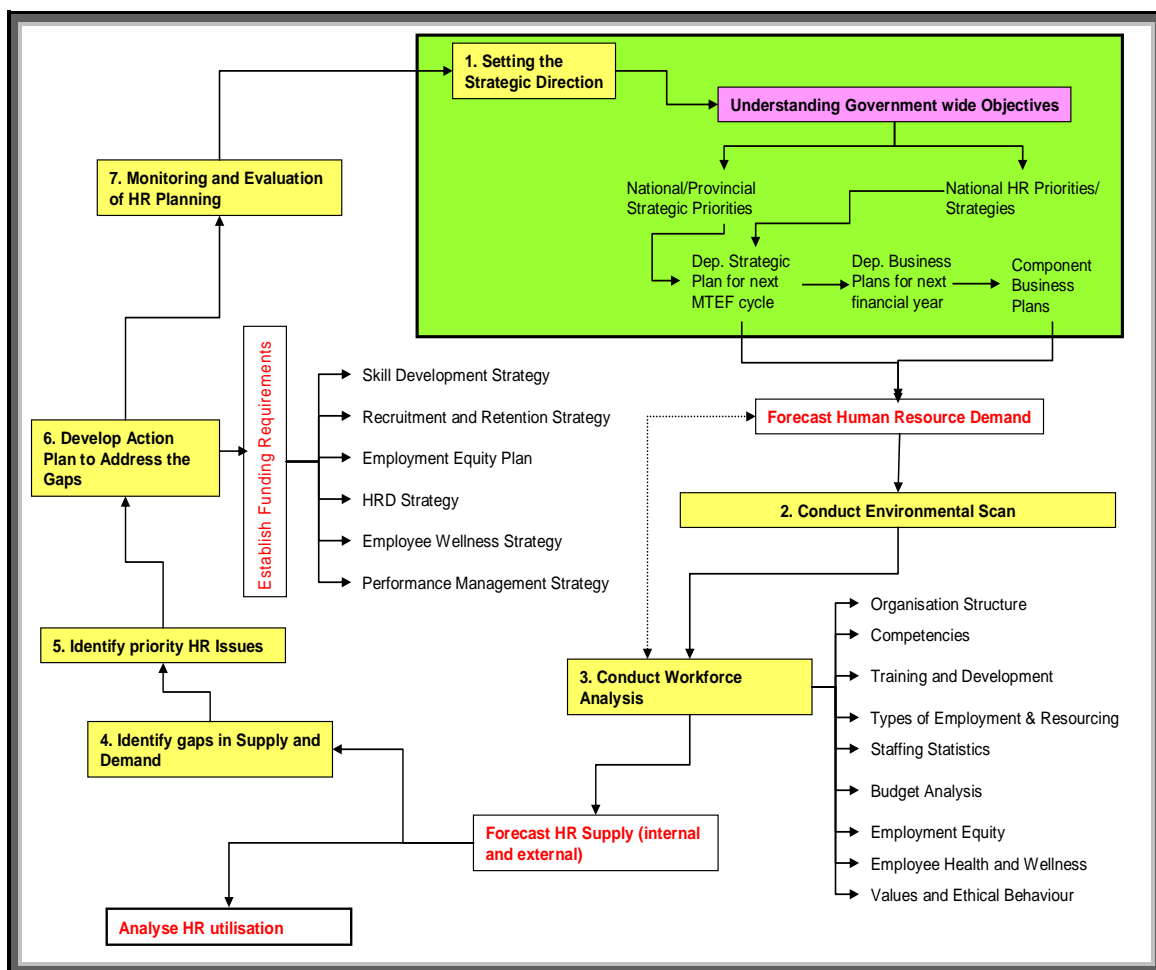 1. Setting the
Strategic Direction
Understanding Government wide Objectives
National/Provincial
Strategic Priorities
National HR Priorities/
Strategies
Dep. Strategic
Plan for next
MTEF cycle
Dep. Business
Plans for next
financial year
Component
Business
Plans
7. Monitoring and Evaluation
of HR Planning
6. Develop Action
Plan to Address the
Gaps
Establish Funding Requirements
Skill Development Strategy
Recruitment and Retention Strategy
Employment Equity Plan
HRD Strategy
Employee Wellness Strategy
Performance Management Strategy
Forecast Human Resource Demand
2. Conduct Environmental Scan
3. Conduct Workforce
Analysis
Organisation Structure
Competencies
Training and Development
Types of Employment & Resourcing
Staffing Statistics
Budget Analysis
Employment Equity
Employee Health and Wellness
Values and Ethical Behaviour
5. Identify priority HR Issues
4. Identify gaps in Supply and
Demand
Forecast HR Supply (internal
and external)
Analyse HR utilisation